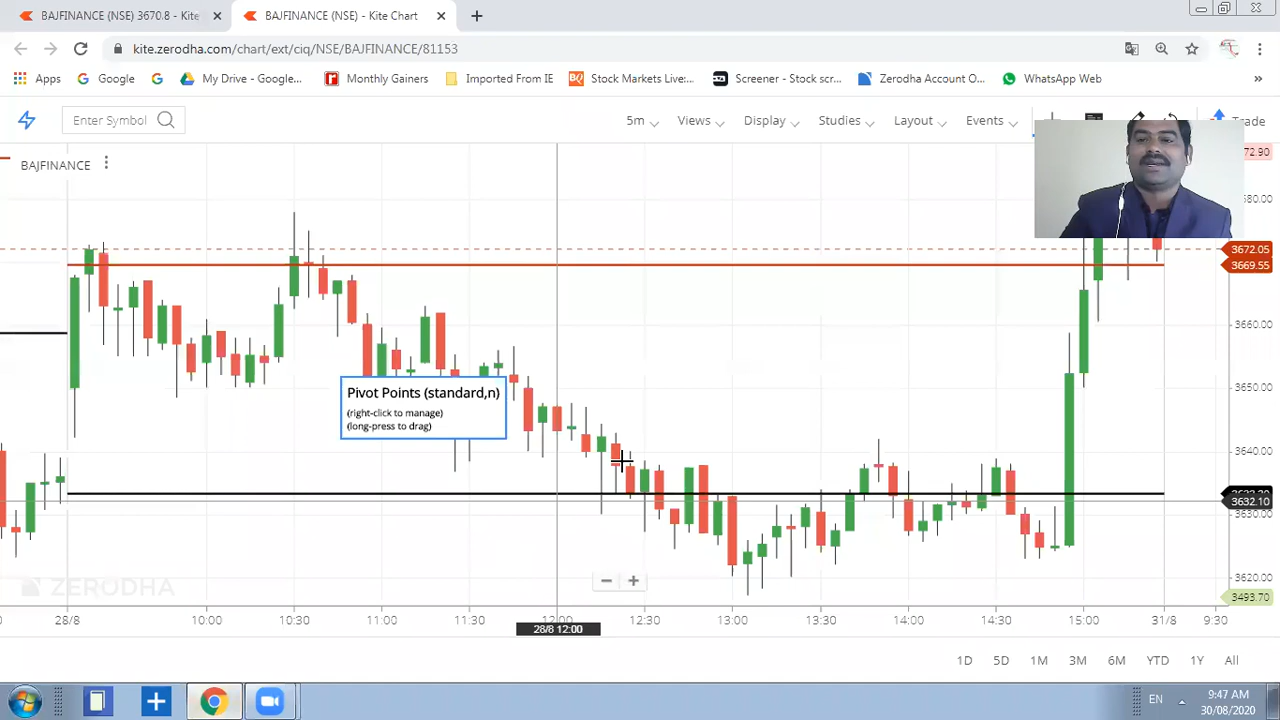 BAJFINANCE (NSE) 3670.8 - Kite
BAJFINANCE (NSE) - Kite Chart
kite.zerodha.com/chart/ext/ciq/NSE/BAJFINANCE/81153
Apps Google My Drive - Google... Monthly Gainers Imported From IE Stock Markets Live:... Screener - Stock scr... Zerodha Account O... WhatsApp Web »
Enter Symbol 5m Views Display Studies Layout Events Trade
BAJFINANCE
72.90
680.00
3672.05
3669.55
3660.00
3650.00
Pivot Points (standard,n)
(right-click to manage)
(long-press to drag)
3640.00
3632.10
3630.00
3620.00
ZERODHA
3493.70
28/8 10:00 10:30 11:00 11:30 12:00 12:30 13:00 13:30 14:00 14:30 15:00 31/8 9:30
28/8 12:00
1D 5D 1M 3M 6M YTD 1Y All
EN
9:47 AM
30/08/2020